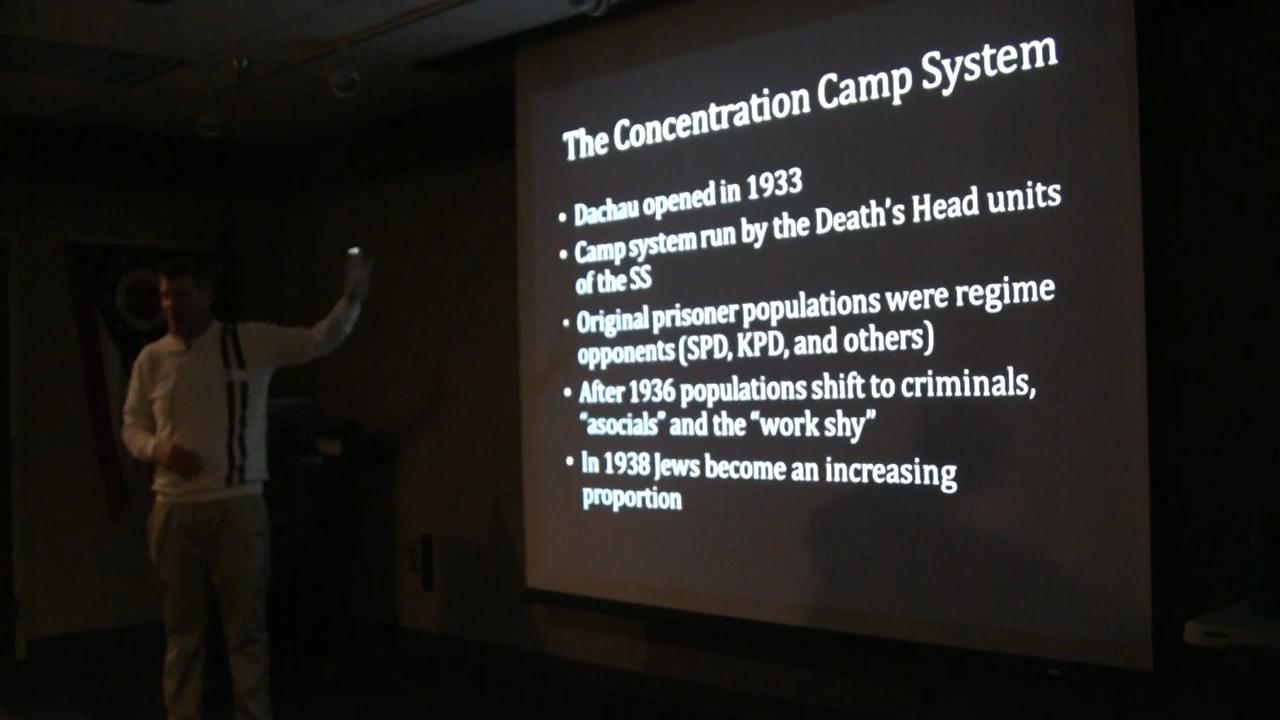 The Concentration Camp System
• Dachau opened in 1933
• Camp system run by the Death's Head units
of the SS
• Original prisoner populations were regime
opponents (SPD, KPD, and others)
• After 1936 populations shift to criminals,
“asocials” and the “work shy”
• In 1938 Jews become an increasing
proportion